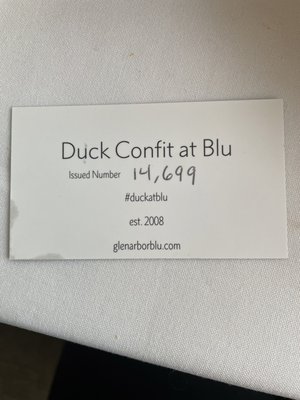 Duck Confit at Blu
Issued Number 14,699
#duckatblu
est. 2008
glenarborblu.com